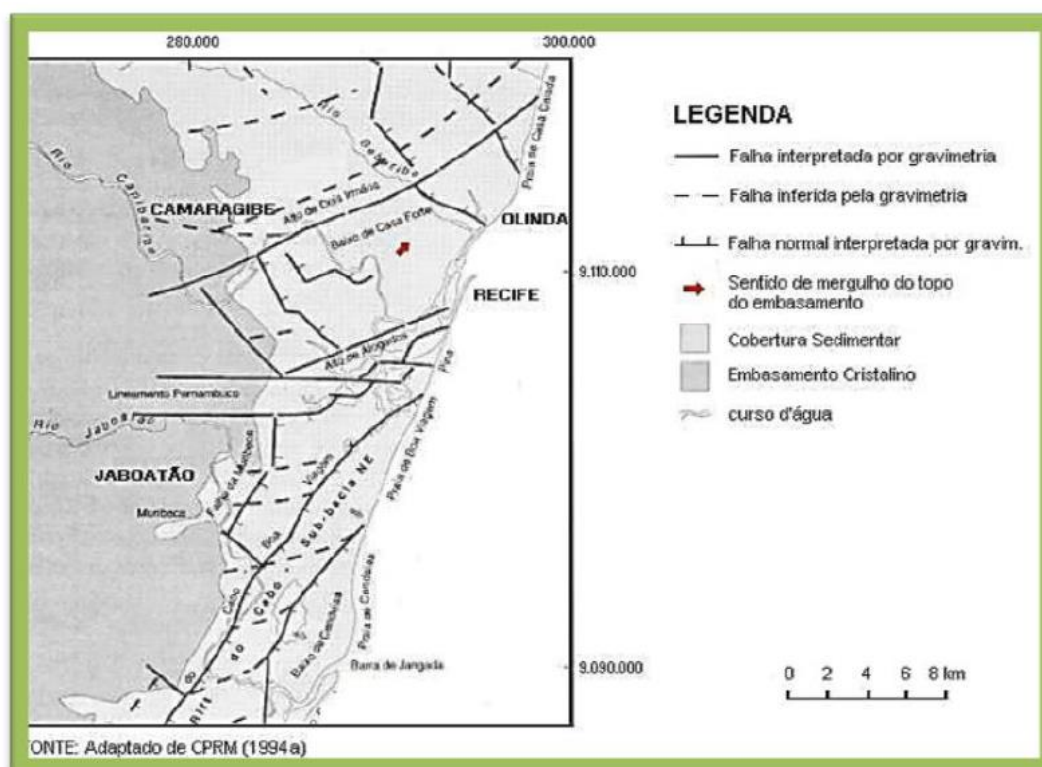 280.000
300.000
Rio
Beberibe
Praia de Casa Caiada
Rio
Capibaribe
CAMARAGIBE
Alto de Dois Irmãos
Baixo de Casa Forte
OLINDA
9.110.000
RECIFE
Alto de Afogados
Pina
Lineamento Pernambuco
Rio Jaboatão
Praia de Boa Viagem
JABOATÃO
Falha da Muribeca
Viagem
Sub-bacia NE
Muribeca
Boa
Cabo
do Cabo
Praia de Candeias
Baixo de Candeias
Barra de Jangada
9.090.000
do
Rift
LEGENDA
Falha interpretada por gravimetria
Falha inferida pela gravimetria
Falha normal interpretada por gravim.
Sentido de mergulho do topo
do embasamento
Cobertura Sedimentar
Embasamento Cristalino
curso d'água
0 2 4 6 8 km
ONTE: Adaptado de CPRM (1994a)